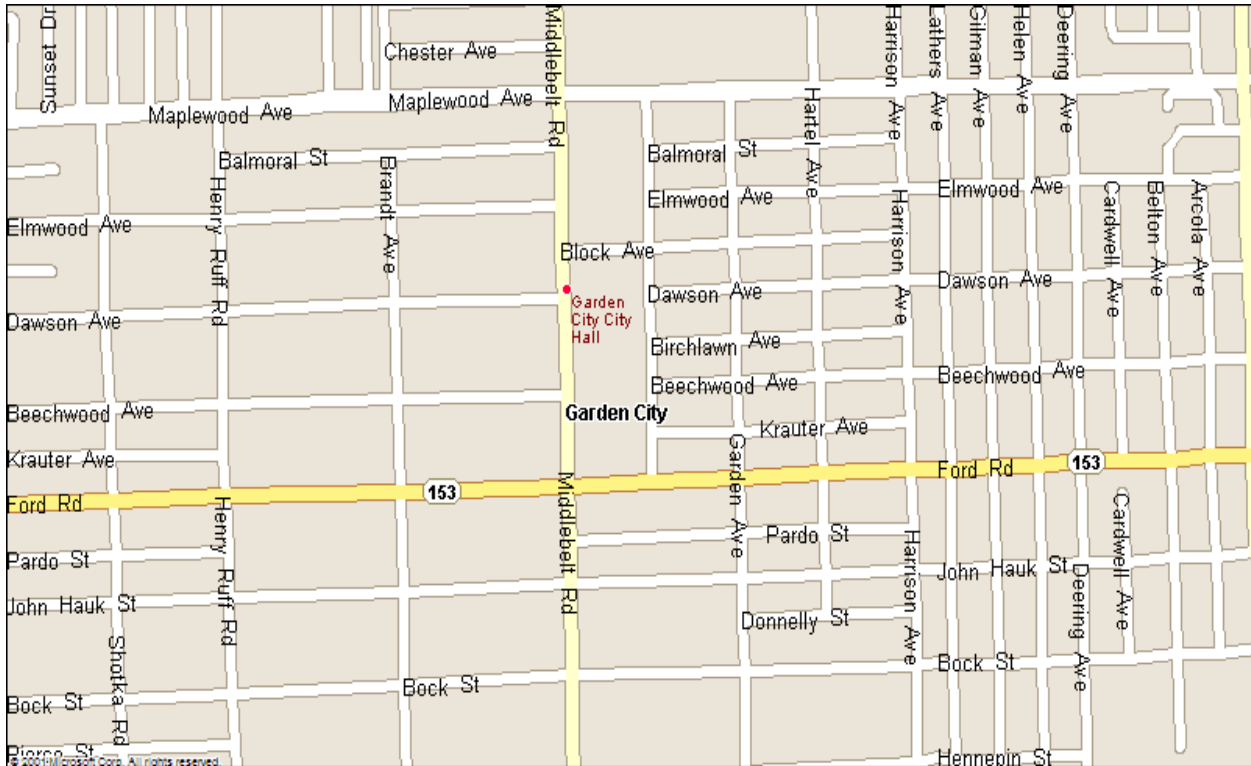 Sunset Dr
Chester Ave
Middlebelt Rd
Harrison Ave
Lathers Ave
Gilman Ave
Helen Ave
Deering Ave
Maplewood Ave
Maplewood Ave
Hartel Ave
Balmoral St
Balmoral St
Brandt Ave
Henry Ruff Rd
Elmwood Ave
Elmwood Ave
Elmwood Ave
Harrison Ave
Cardwell Ave
Belton Ave
Arcola Ave
Block Ave
Dawson Ave
Dawson Ave
Dawson Ave
Garden
City City
Hall
Birchlawn Ave
Beechwood Ave
Beechwood Ave
Beechwood Ave
Garden City
Krauter Ave
Krauter Ave
Garden Ave
Ford Rd
153
Middlebelt Rd
Ford Rd
153
Henry Ruff Rd
Pardo St
Pardo St
Harrison Ave
Cardwell Ave
John Hauk St
John Hauk St
Deering Ave
Donnelly St
Shotka Rd
Bock St
Bock St
Bock St
Pierce St
Hennepin St
© 2001 Microsoft Corp. All rights reserved.